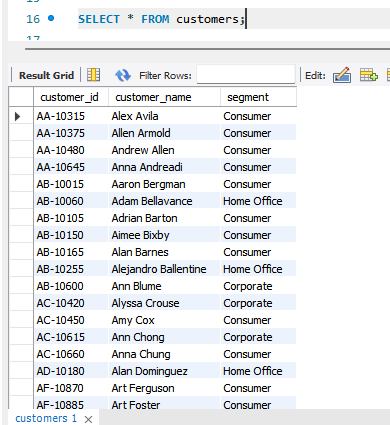 16 SELECT * FROM customers;
17
Result Grid Filter Rows: Edit:
customer_id customer_name segment
AA-10315 Alex Avila Consumer
AA-10375 Allen Armold Consumer
AA-10480 Andrew Allen Consumer
AA-10645 Anna Andreadi Consumer
AB-10015 Aaron Bergman Consumer
AB-10060 Adam Bellavance Home Office
AB-10105 Adrian Barton Consumer
AB-10150 Aimee Bixby Consumer
AB-10165 Alan Barnes Consumer
AB-10255 Alejandro Ballentine Home Office
AB-10600 Ann Blume Corporate
AC-10420 Alyssa Crouse Corporate
AC-10450 Amy Cox Consumer
AC-10615 Ann Chong Corporate
AC-10660 Anna Chung Consumer
AD-10180 Alan Dominguez Home Office
AF-10870 Art Ferguson Consumer
AF-10885 Art Foster Consumer
customers 1